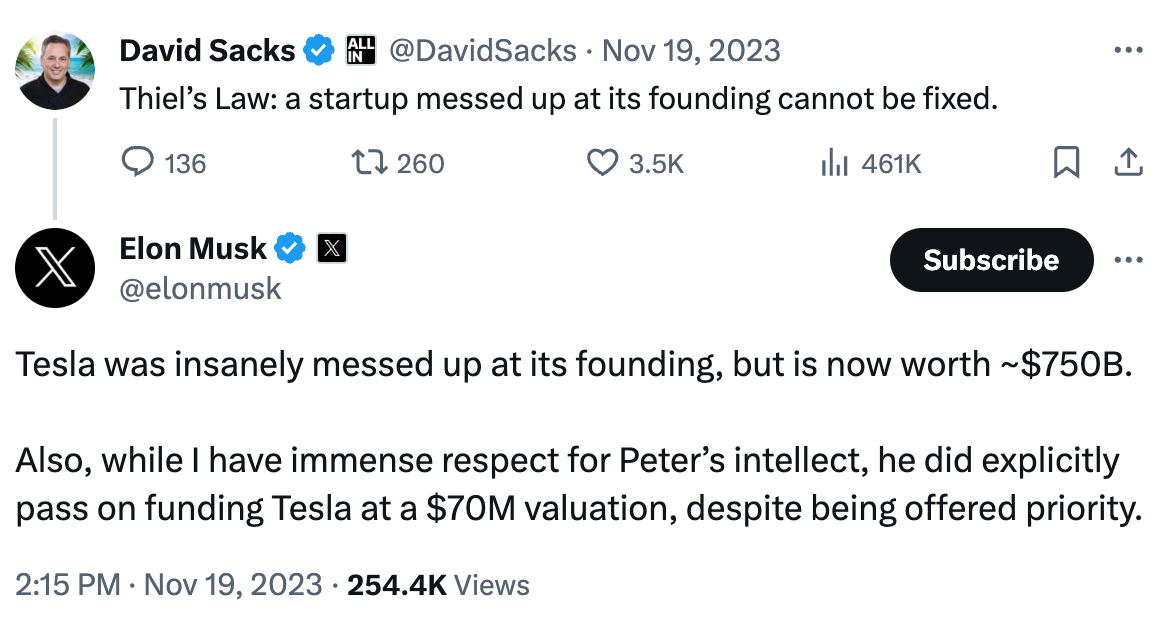 David Sacks ALL IN @DavidSacks · Nov 19, 2023
Thiel’s Law: a startup messed up at its founding cannot be fixed.
136 260 3.5K 461K
Elon Musk X
@elonmusk
Subscribe
Tesla was insanely messed up at its founding, but is now worth ~$750B.
Also, while I have immense respect for Peter’s intellect, he did explicitly
pass on funding Tesla at a $70M valuation, despite being offered priority.
2:15 PM · Nov 19, 2023 · 254.4K Views